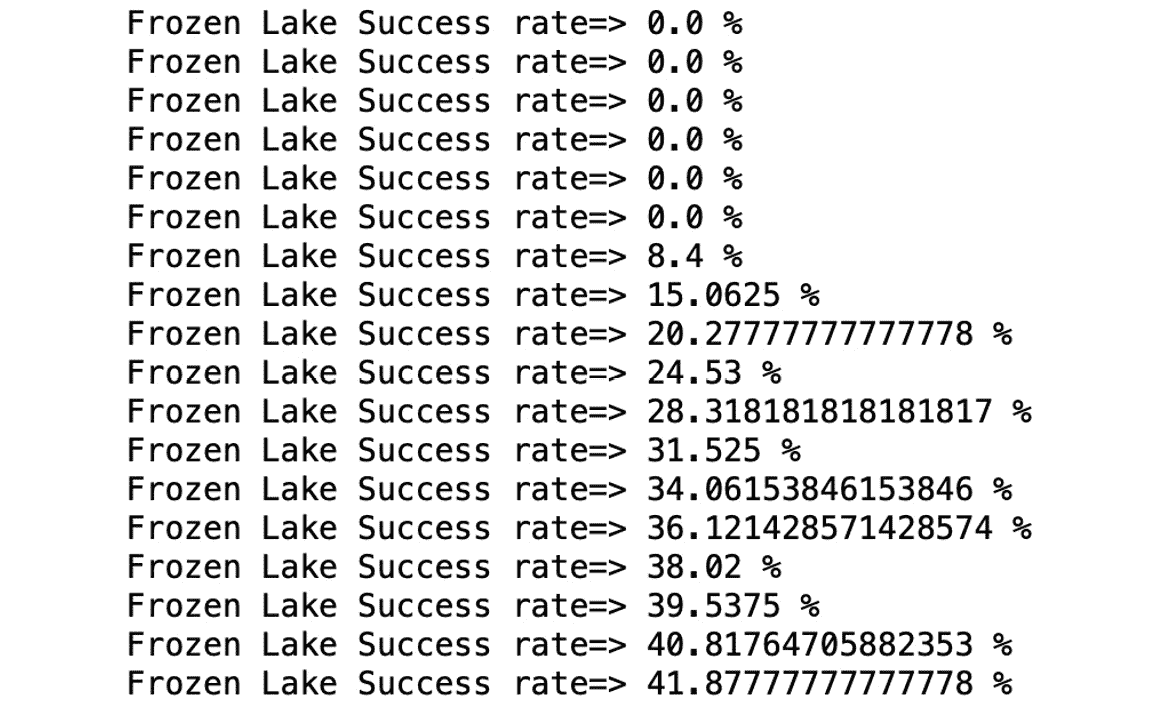 Frozen Lake Success rate=> 0.0 %
Frozen Lake Success rate=> 0.0 %
Frozen Lake Success rate=> 0.0 %
Frozen Lake Success rate=> 0.0 %
Frozen Lake Success rate=> 0.0 %
Frozen Lake Success rate=> 0.0 %
Frozen Lake Success rate=> 8.4 %
Frozen Lake Success rate=> 15.0625 %
Frozen Lake Success rate=> 20.27777777777778 %
Frozen Lake Success rate=> 24.53 %
Frozen Lake Success rate=> 28.318181818181817 %
Frozen Lake Success rate=> 31.525 %
Frozen Lake Success rate=> 34.06153846153846 %
Frozen Lake Success rate=> 36.121428571428574 %
Frozen Lake Success rate=> 38.02 %
Frozen Lake Success rate=> 39.5375 %
Frozen Lake Success rate=> 40.81764705882353 %
Frozen Lake Success rate=> 41.87777777777778 %